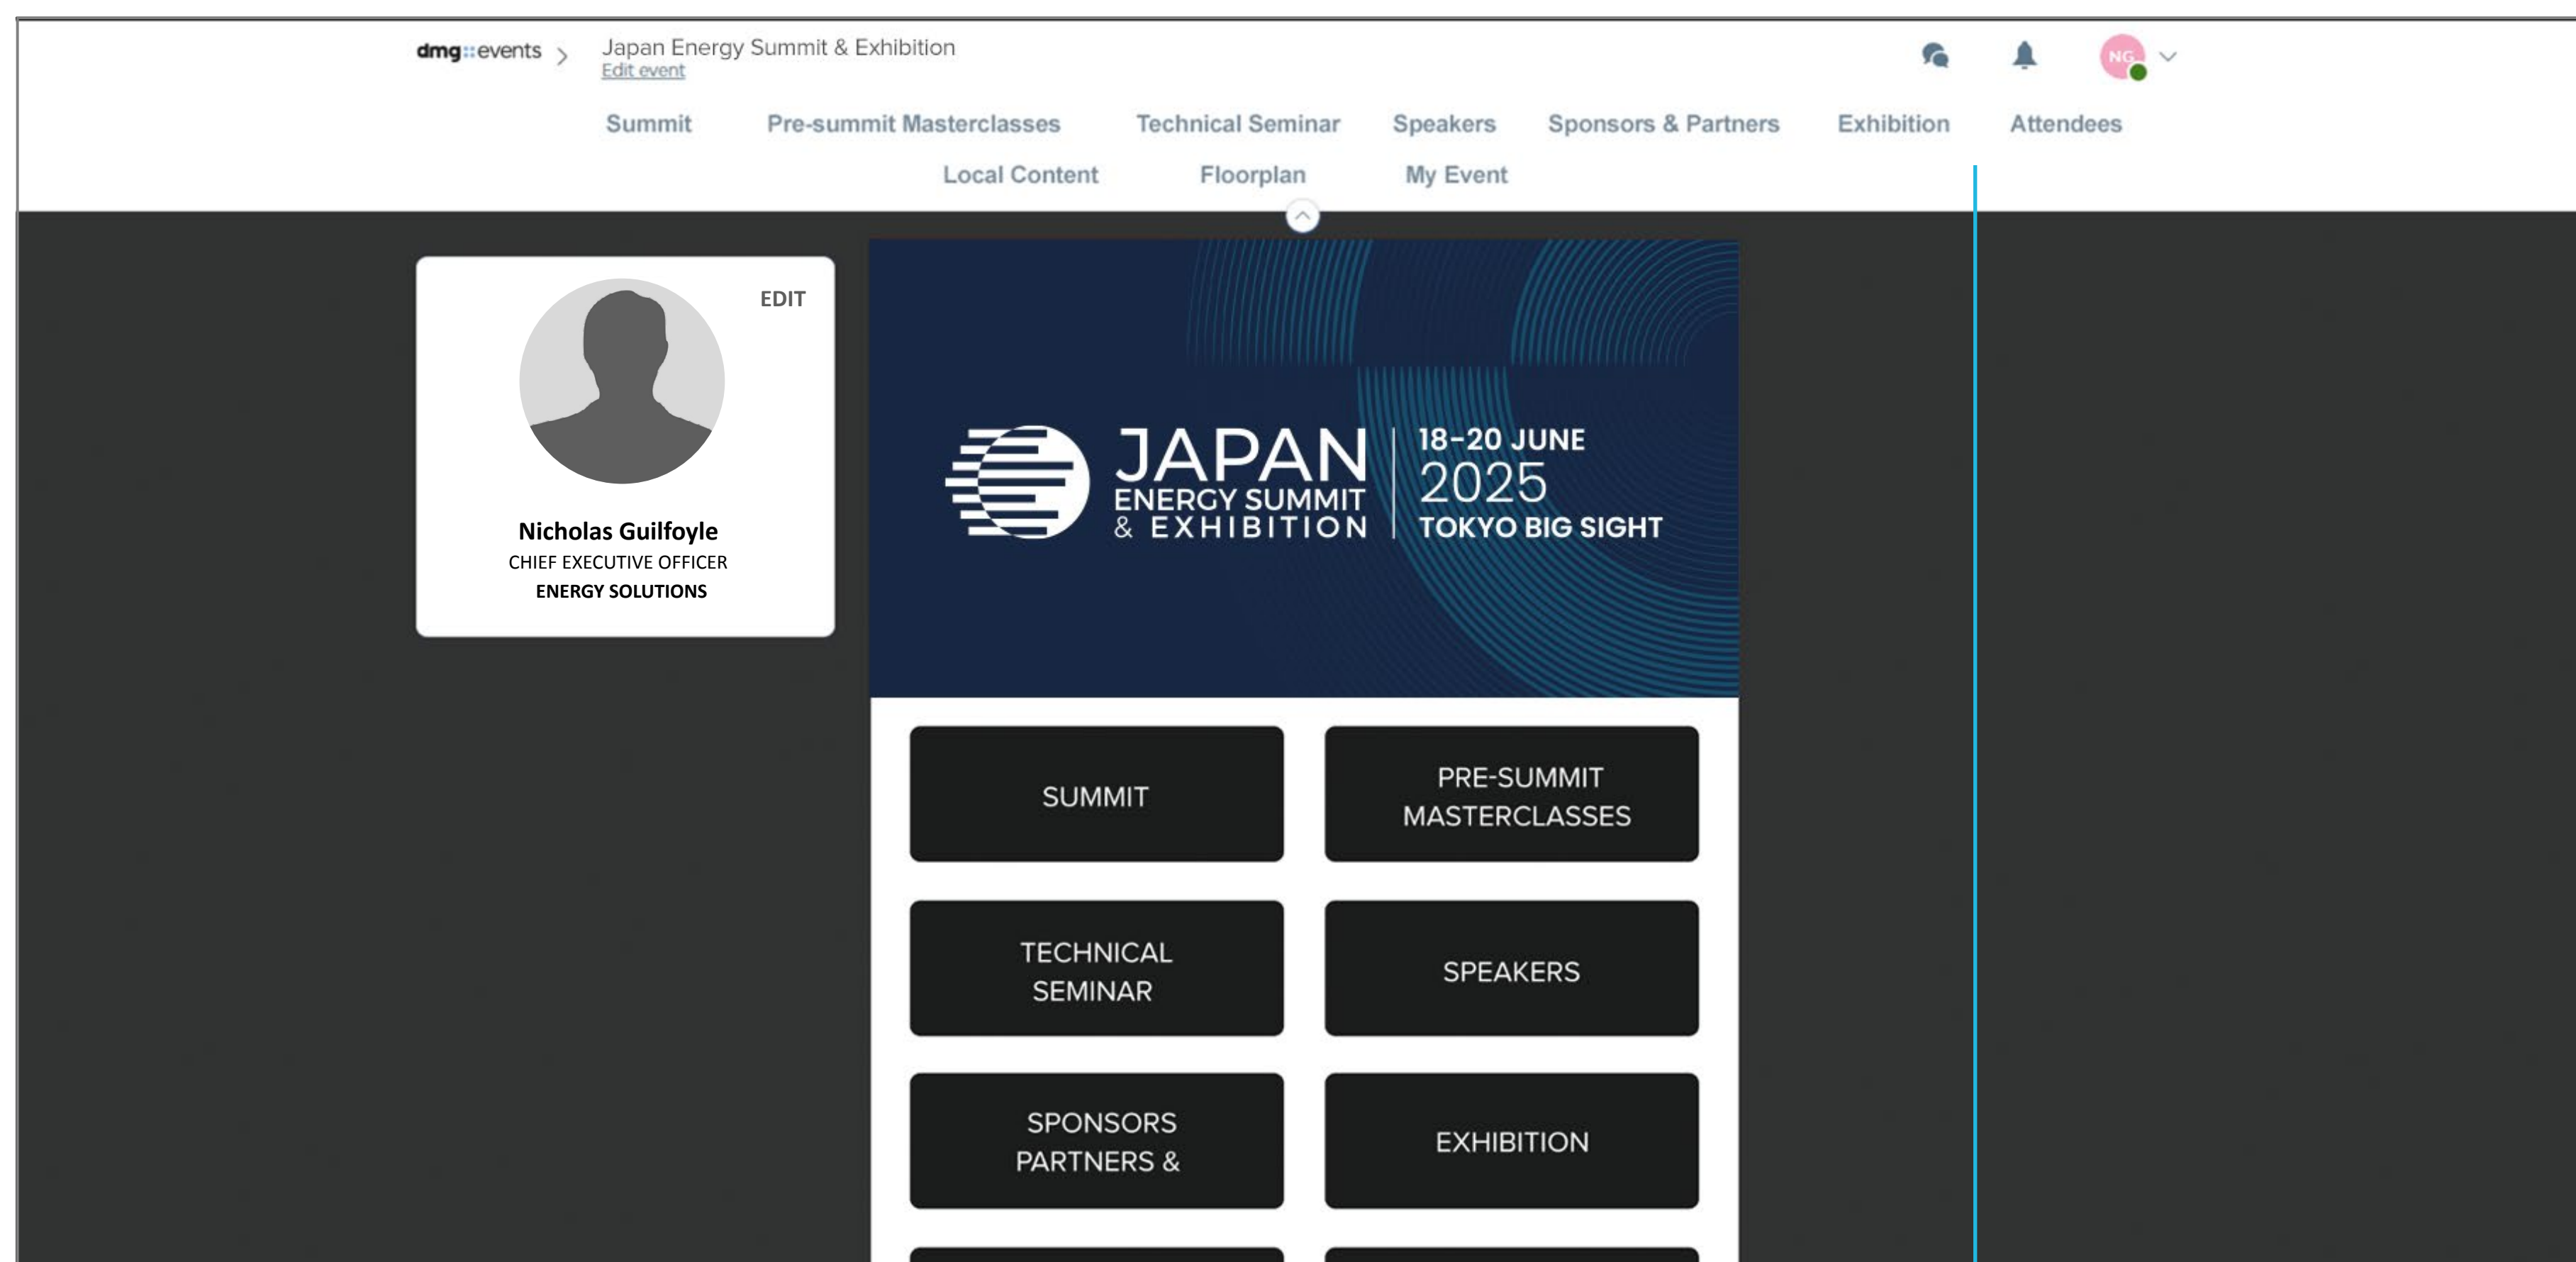 dmg::events > Japan Energy Summit & Exhibition
Edit event
NG
Summit Pre-summit Masterclasses Technical Seminar Speakers Sponsors & Partners Exhibition Attendees
Local Content Floorplan My Event
EDIT
Nicholas Guilfoyle
CHIEF EXECUTIVE OFFICER
ENERGY SOLUTIONS
JAPAN
ENERGY SUMMIT
& EXHIBITION
18-20 JUNE
2025
TOKYO BIG SIGHT
SUMMIT
PRE-SUMMIT
MASTERCLASSES
TECHNICAL
SEMINAR
SPEAKERS
SPONSORS
PARTNERS &
EXHIBITION